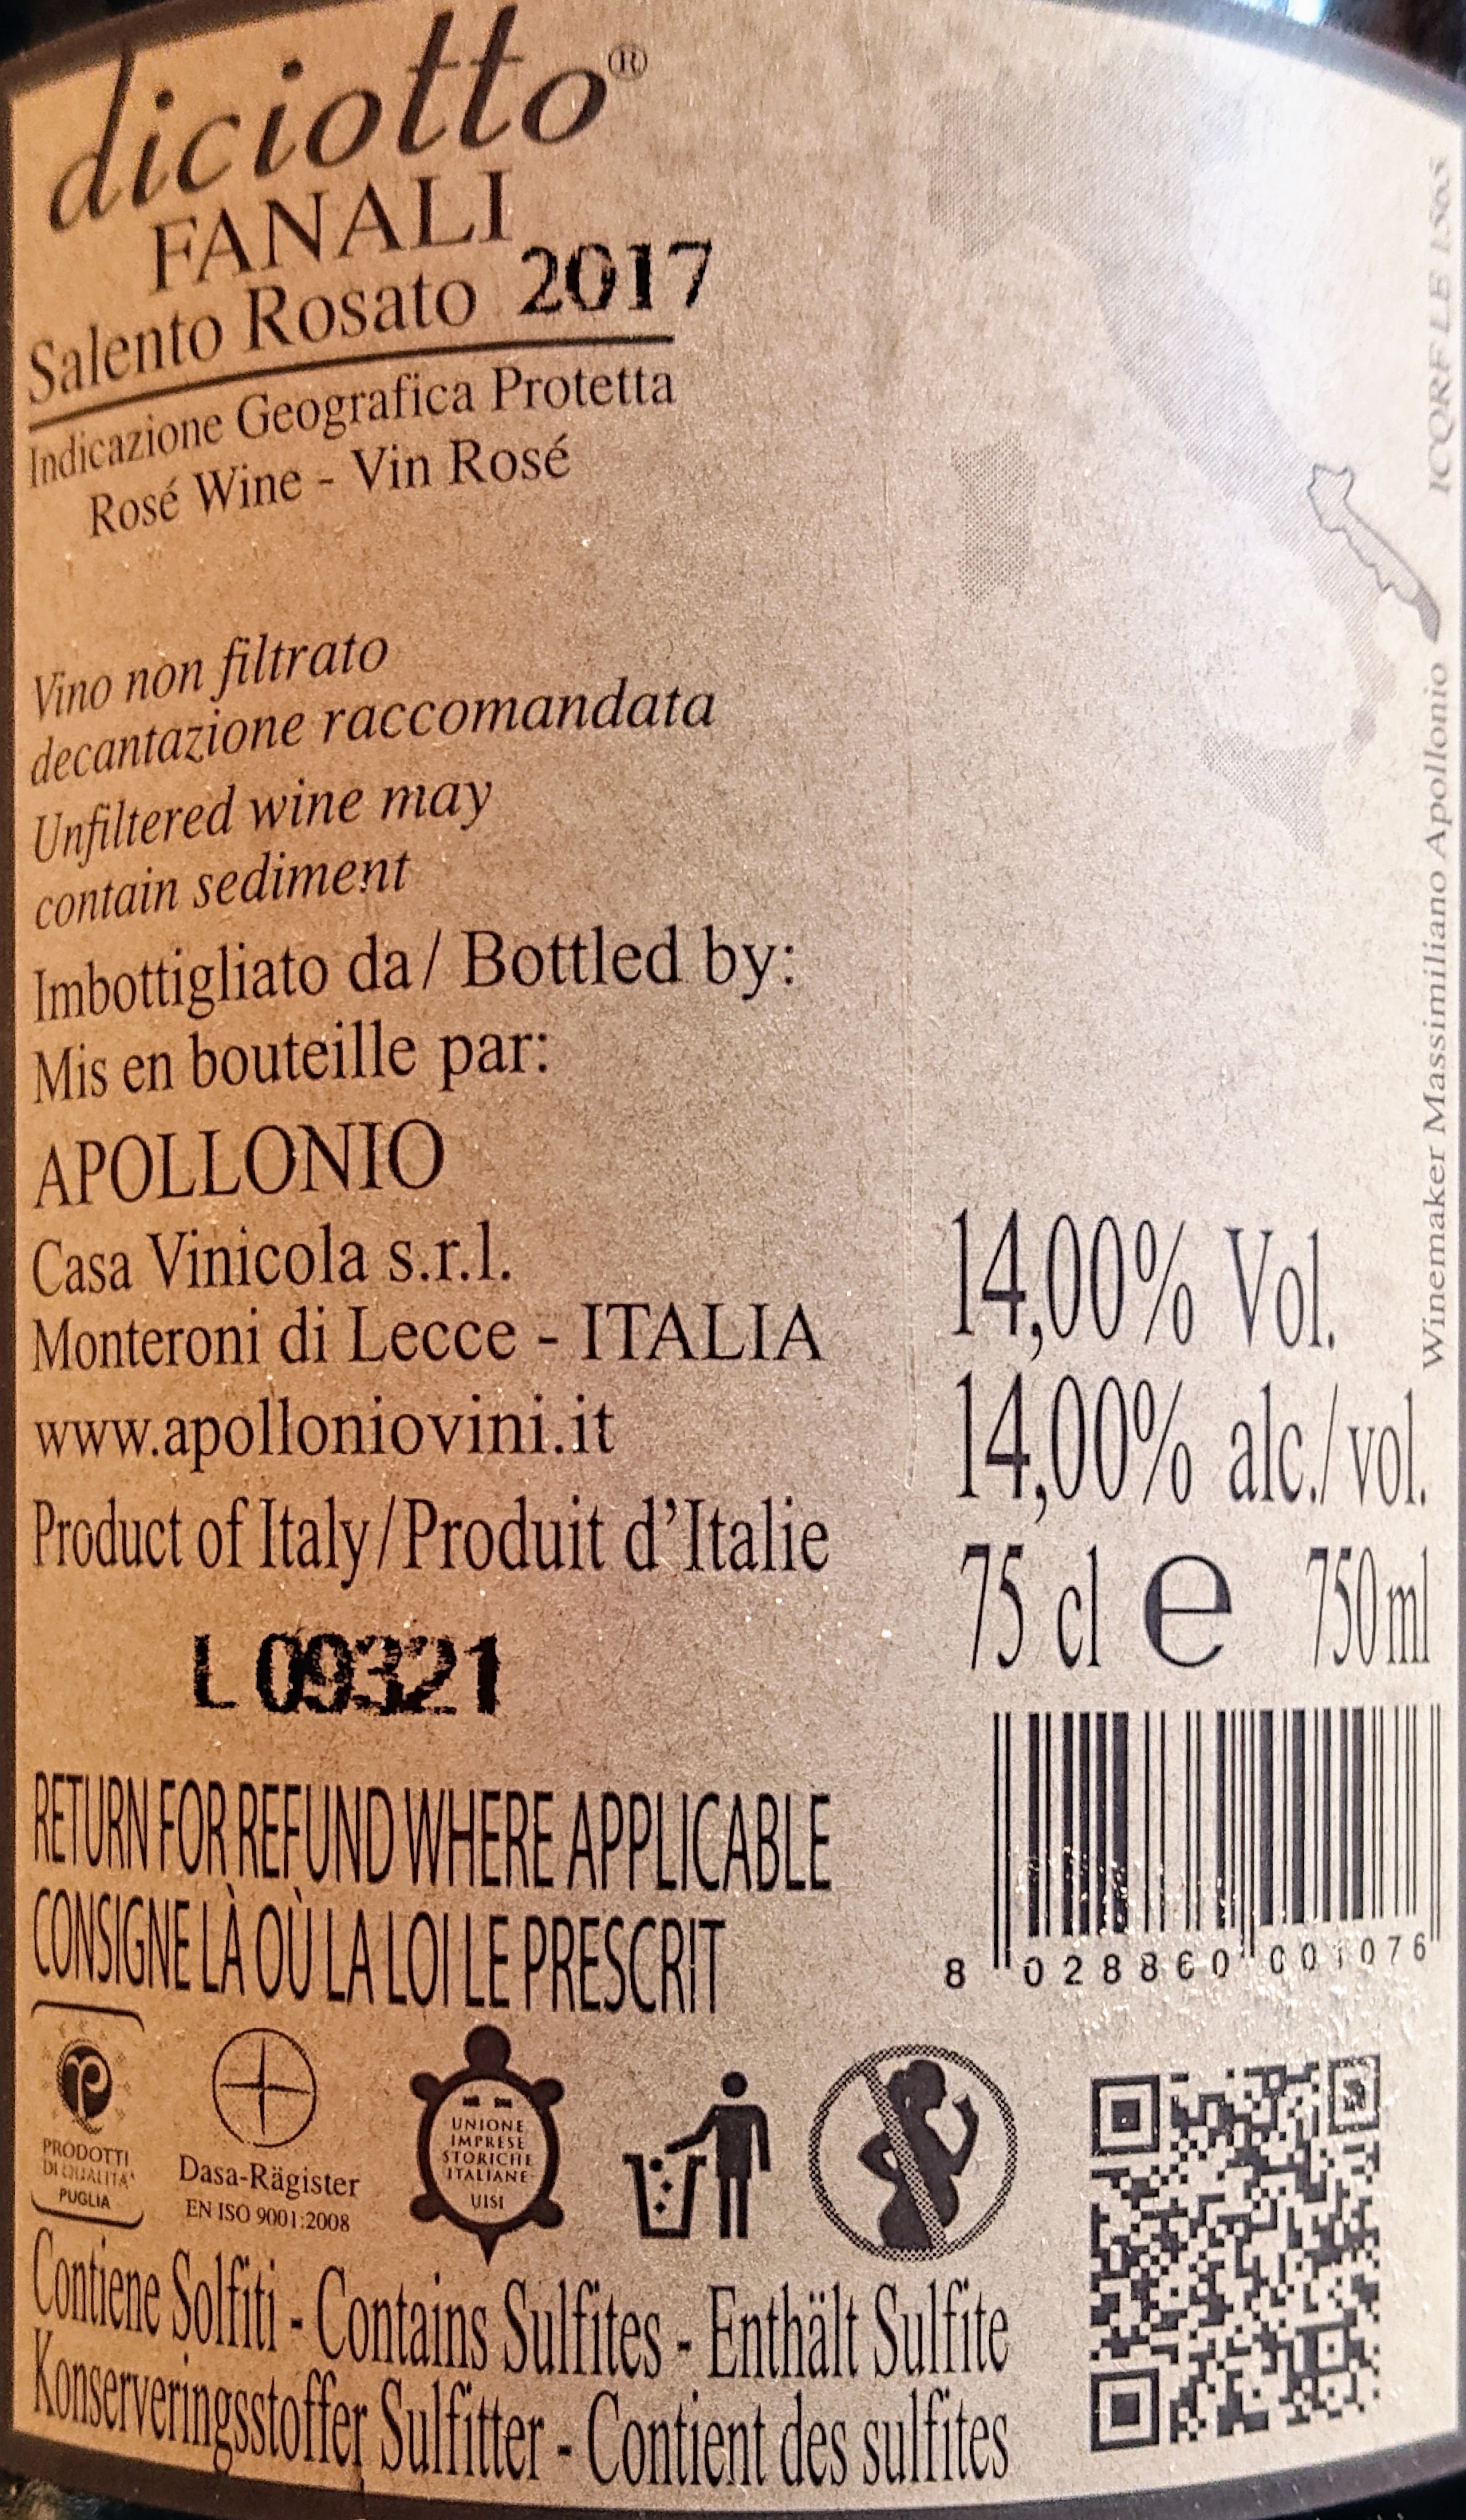 diciotto®
FANALI
Salento Rosato 2017
Indicazione Geografica Protetta
Rosé Wine - Vin Rosé
Vino non filtrato
decantazione raccomandata
Unfiltered wine may
contain sediment
Imbottigliato da/ Bottled by:
Mis en bouteille par:
APOLLONIO
Casa Vinicola s.r.l.
Monteroni di Lecce - ITALIA
www.apolloniovini.it
Product of Italy/Produit d'Italie
L 09321
RETURN FOR REFUND WHERE APPLICABLE
CONSIGNE LÀ OÙ LA LOI LE PRESCRIT
14,00% Vol.
14,00% alc./vol.
75 cl e 750 ml
8 028860 001076
Winemaker Massimiliano Apollonio
ICQRF LE
PRODOTTI
DI QUALITA'
PUGLIA
Dasa-Rägister
EN ISO 9001:2008
UNIONE
IMPRESE
STORICHE
ITALIANE
UISI
Contiene Solfiti - Contains Sulfites - Enthält Sulfite
Konserveringsstoffer Sulfitter - Contient des sulfites